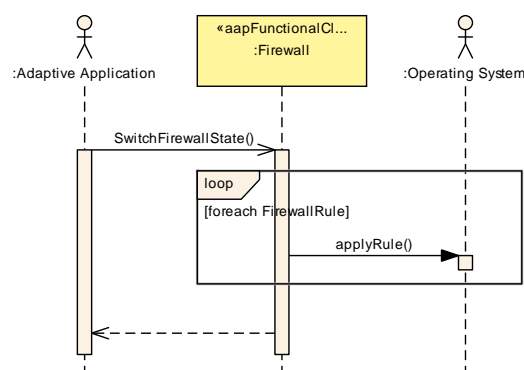 «aapFunctionalCl...
:Firewall
:Adaptive Application
:Operating System
SwitchFirewallState()
loop
[foreach FirewallRule]
applyRule()